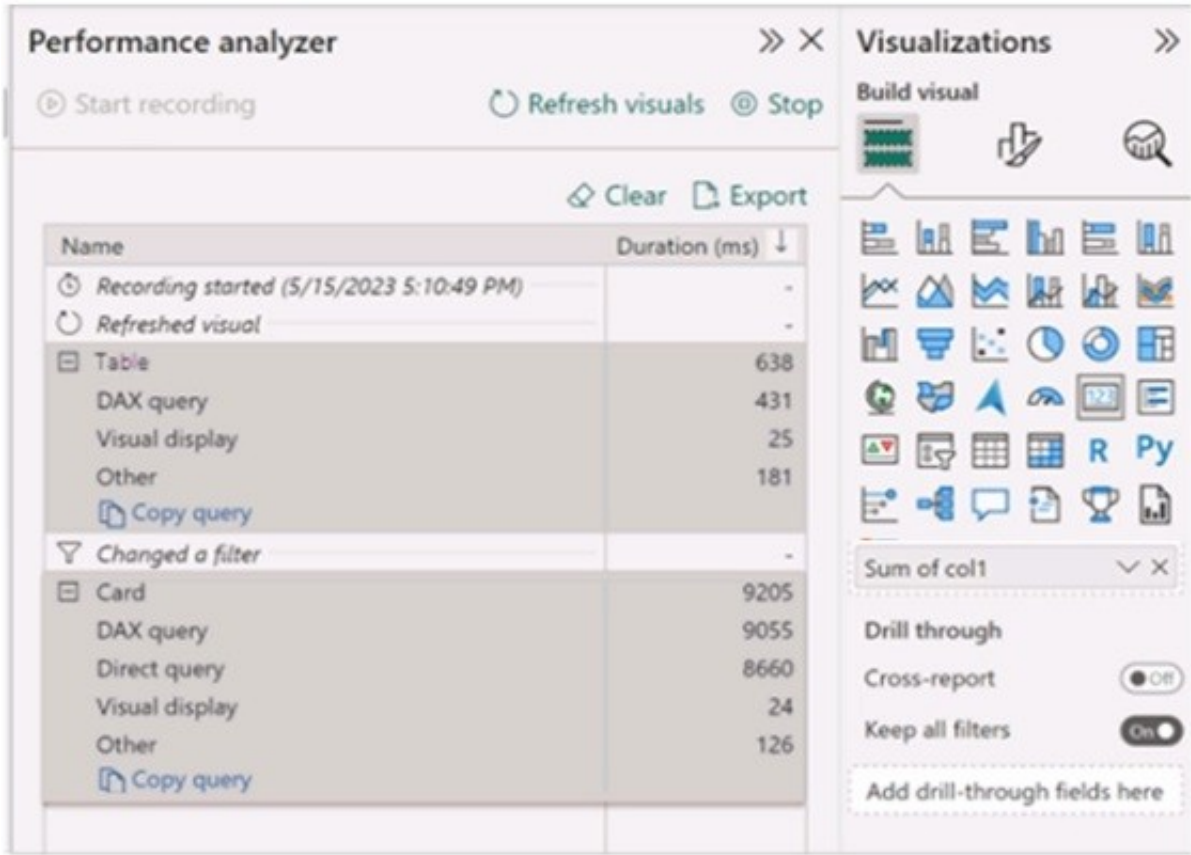 Performance analyzer
Start recording
Refresh visuals
Stop
Clear
Export
Name Duration (ms)
Recording started (5/15/2023 5:10:49 PM) -
Refreshed visual -
Table 638
DAX query 431
Visual display 25
Other 181
Copy query
Changed a filter -
Card 9205
DAX query 9055
Direct query 8660
Visual display 24
Other 126
Copy query
Visualizations
Build visual
123
R Py
Sum of col1
Drill through
Cross-report Off
Keep all filters On
Add drill-through fields here